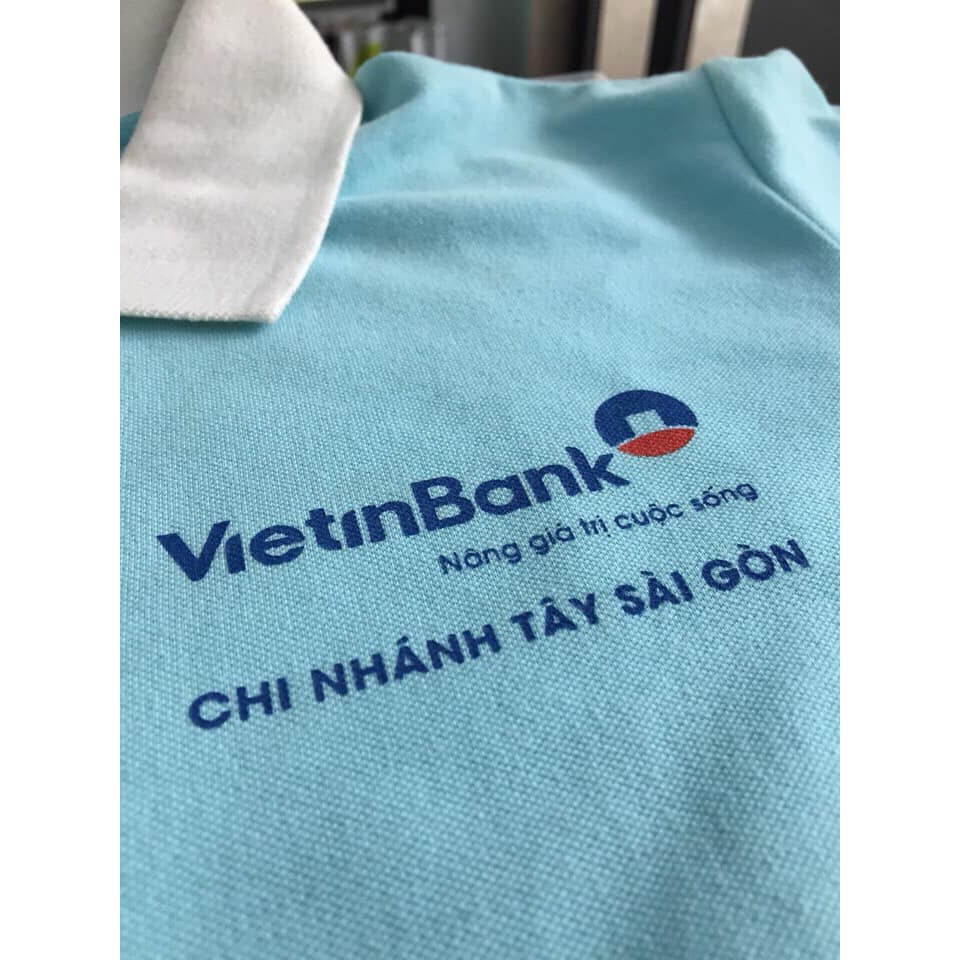 VietinBank
Nâng giá trị cuộc sống
CHI NHÁNH TÂY SÀI GÒN